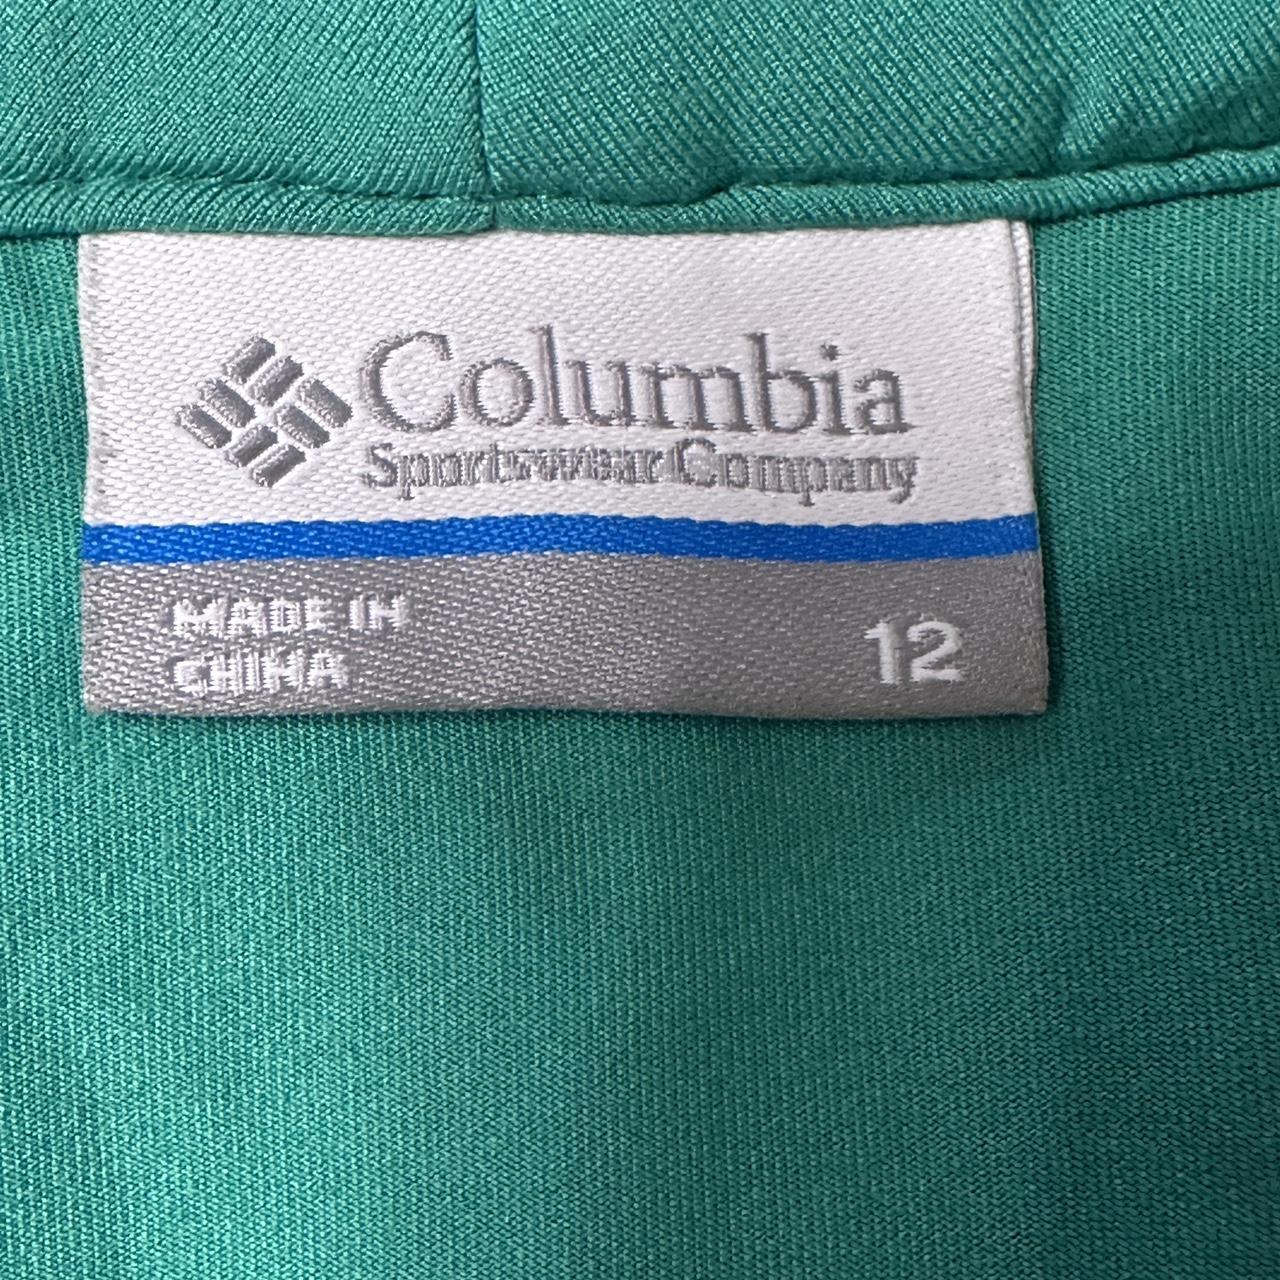 Columbia
Sportswear Company
MADE IN
CHINA
12